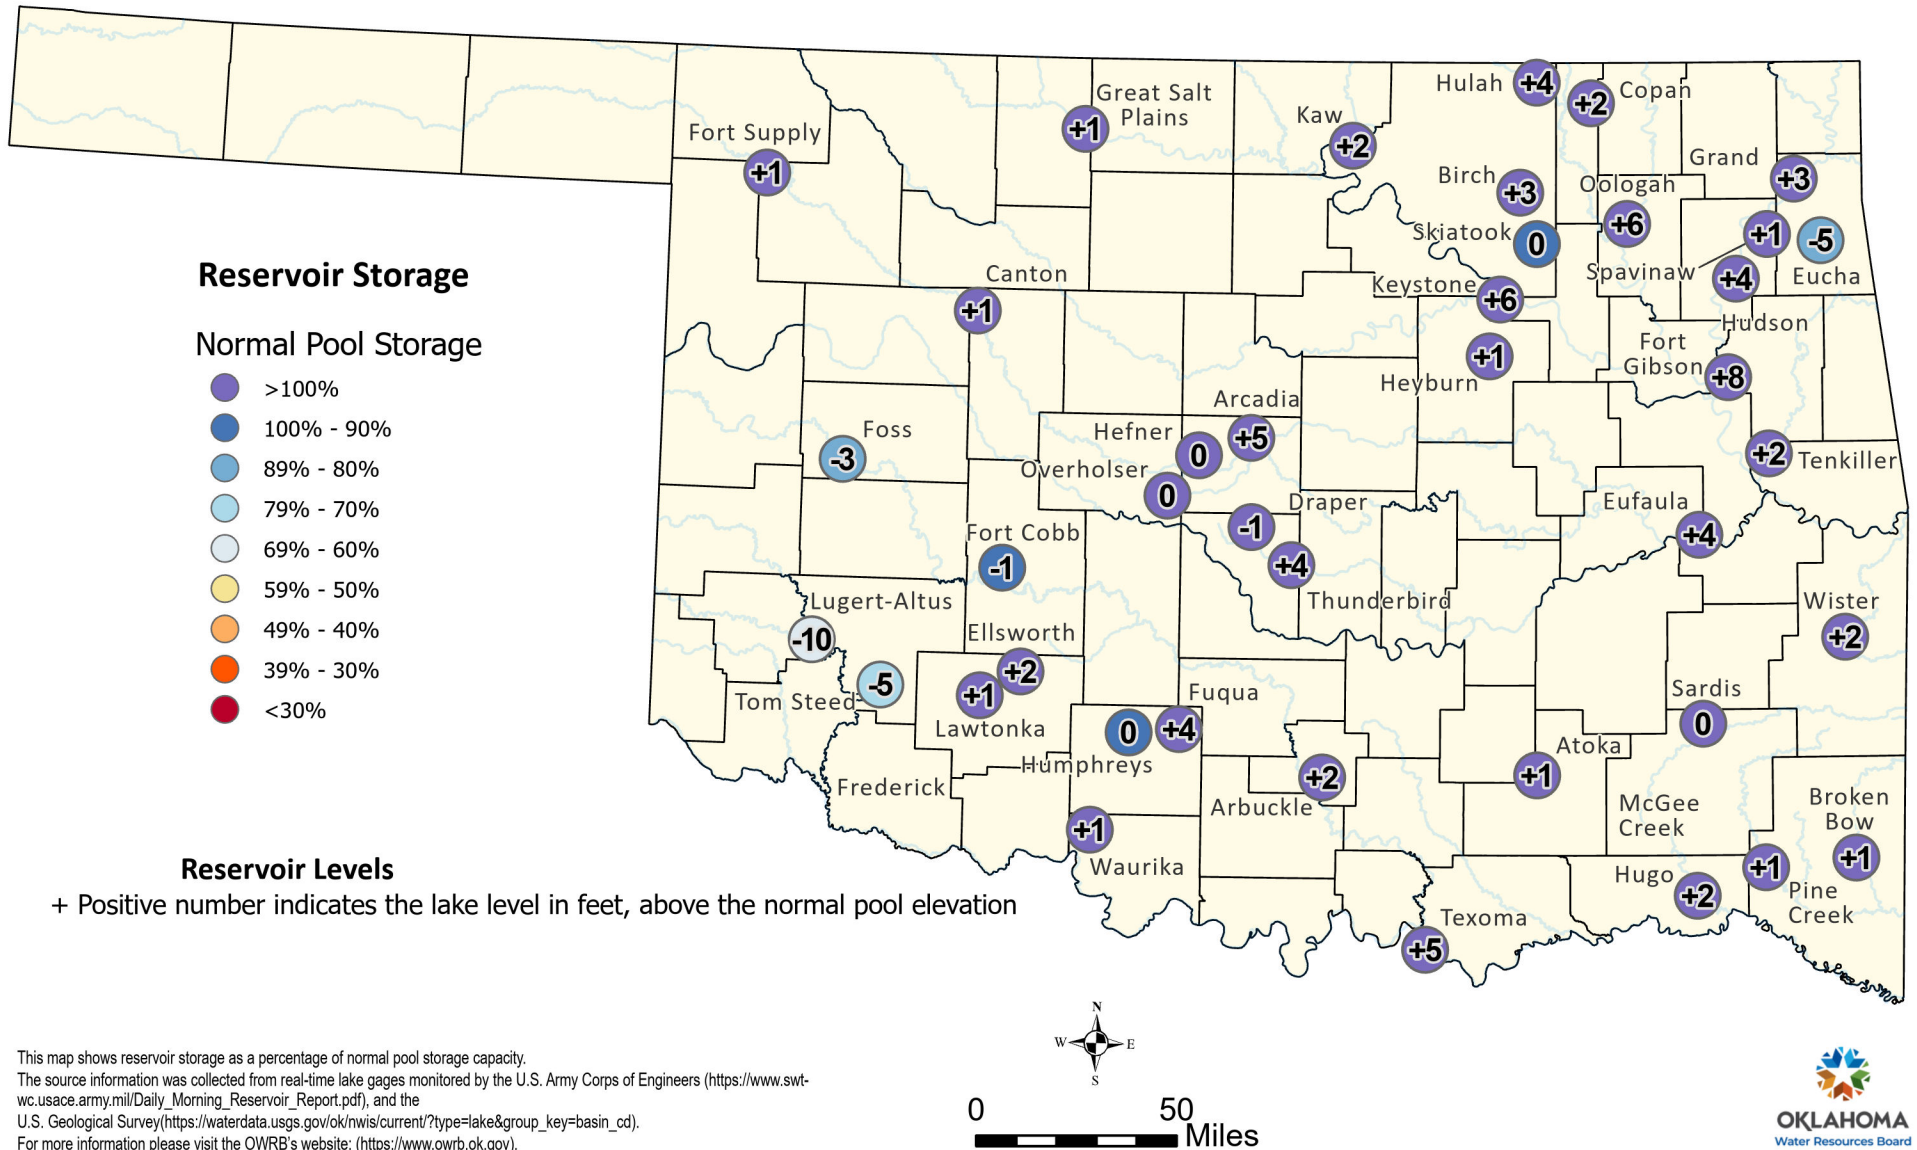 Hulah
+4
+2
Copan
Great Salt
Plains
+1
Kaw
+2
Fort Supply
+1
Grand
+3
Birch
+3
Oologah
+6
Skiatook
0
+1
-5
Spavinaw
+4
Eucha
Reservoir Storage
Canton
+1
Keystone
+6
Hudson
Normal Pool Storage
Fort
Gibson
+8
+1
Heyburn
>100%
100% - 90%
89% - 80%
79% - 70%
69% - 60%
59% - 50%
49% - 40%
39% - 30%
<30%
Arcadia
+5
Foss
-3
Hefner
0
Overholser
0
+2
Tenkiller
Draper
-1
Eufaula
+4
Fort Cobb
-1
+4
Thunderbird
Lugert-Altus
-10
Wister
+2
Ellsworth
+2
-5
Tom Steed
+1
Lawtonka
Fuqua
+4
0
Humphreys
Sardis
0
Atoka
+1
Frederick
+2
Arbuckle
McGee
Creek
Broken
Bow
+1
+1
Waurika
Hugo
+2
+1
Pine
Creek
Texoma
+5
Reservoir Levels
+ Positive number indicates the lake level in feet, above the normal pool elevation
N
W
E
S
0
50
Miles
This map shows reservoir storage as a percentage of normal pool storage capacity.
The source information was collected from real-time lake gages monitored by the U.S. Army Corps of Engineers (https://www.swt-
wc.usace.army.mil/Daily_Morning_Reservoir_Report.pdf), and the
U.S. Geological Survey(https://waterdata.usgs.gov/ok/nwis/current/?type=lake&group_key=basin_cd).
For more information please visit the OWRB's website: (https://www.owrb.ok.gov).
OKLAHOMA
Water Resources Board